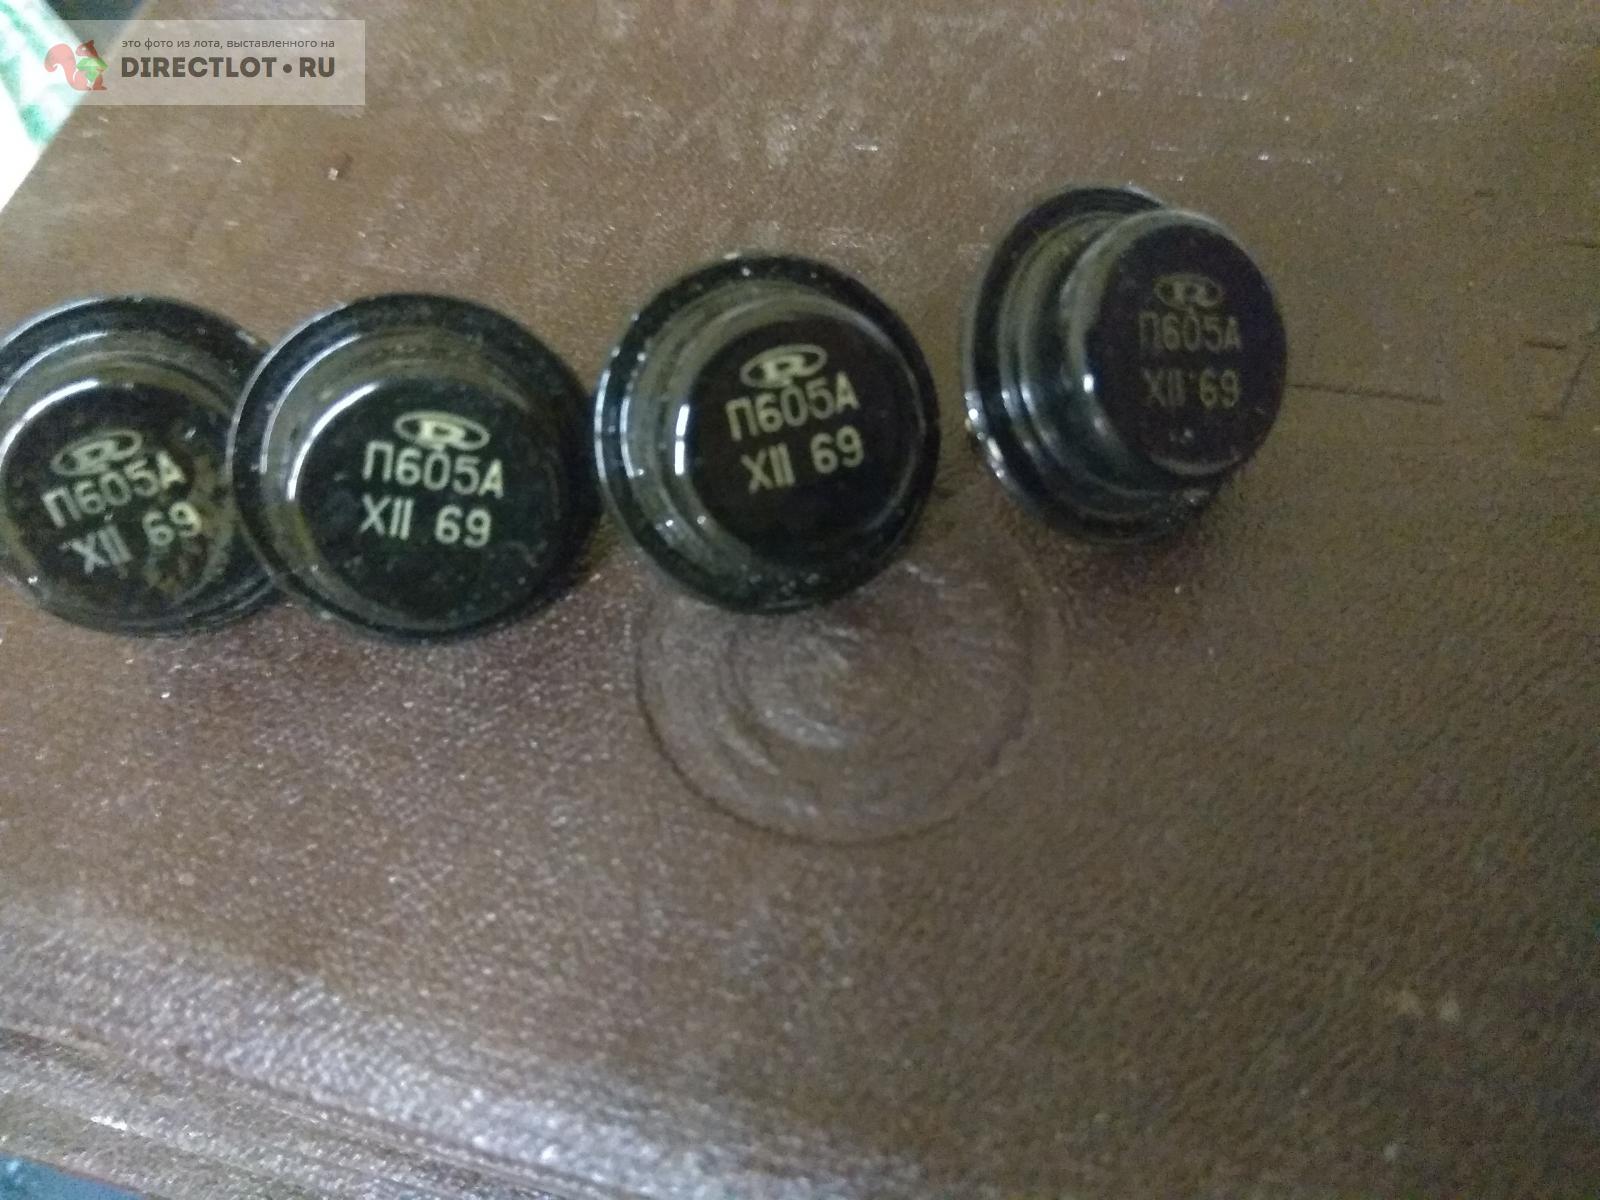 это фото из лота, выставленного на
DIRECTLOT•RU
П605А
XII 69
П605А
XII 69
П605А
XII 69
П605А
XII 69